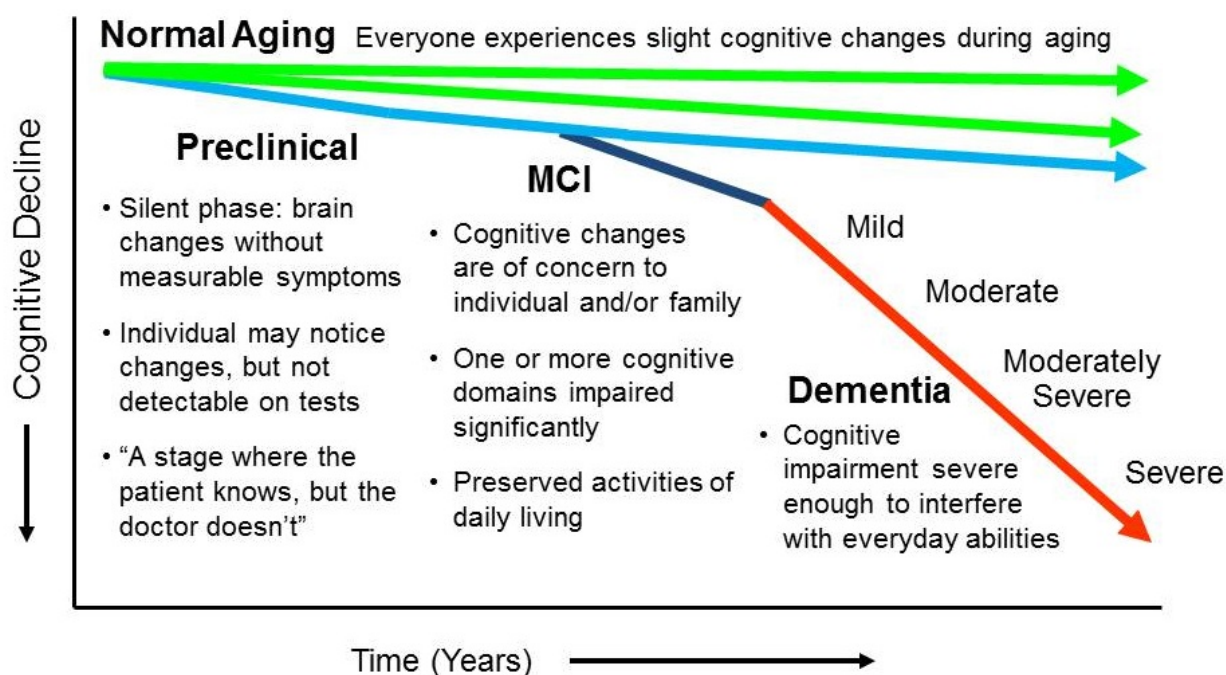 Normal Aging Everyone experiences slight cognitive changes during aging
Cognitive Decline
Preclinical
• Silent phase: brain
changes without
measurable symptoms
• Individual may notice
changes, but not
detectable on tests
• “A stage where the
patient knows, but the
doctor doesn’t”
MCI
• Cognitive changes
are of concern to
individual and/or family
• One or more cognitive
domains impaired
significantly
• Preserved activities of
daily living
Mild
Moderate
Moderately
Severe
Severe
Dementia
• Cognitive
impairment severe
enough to interfere
with everyday abilities
Time (Years)